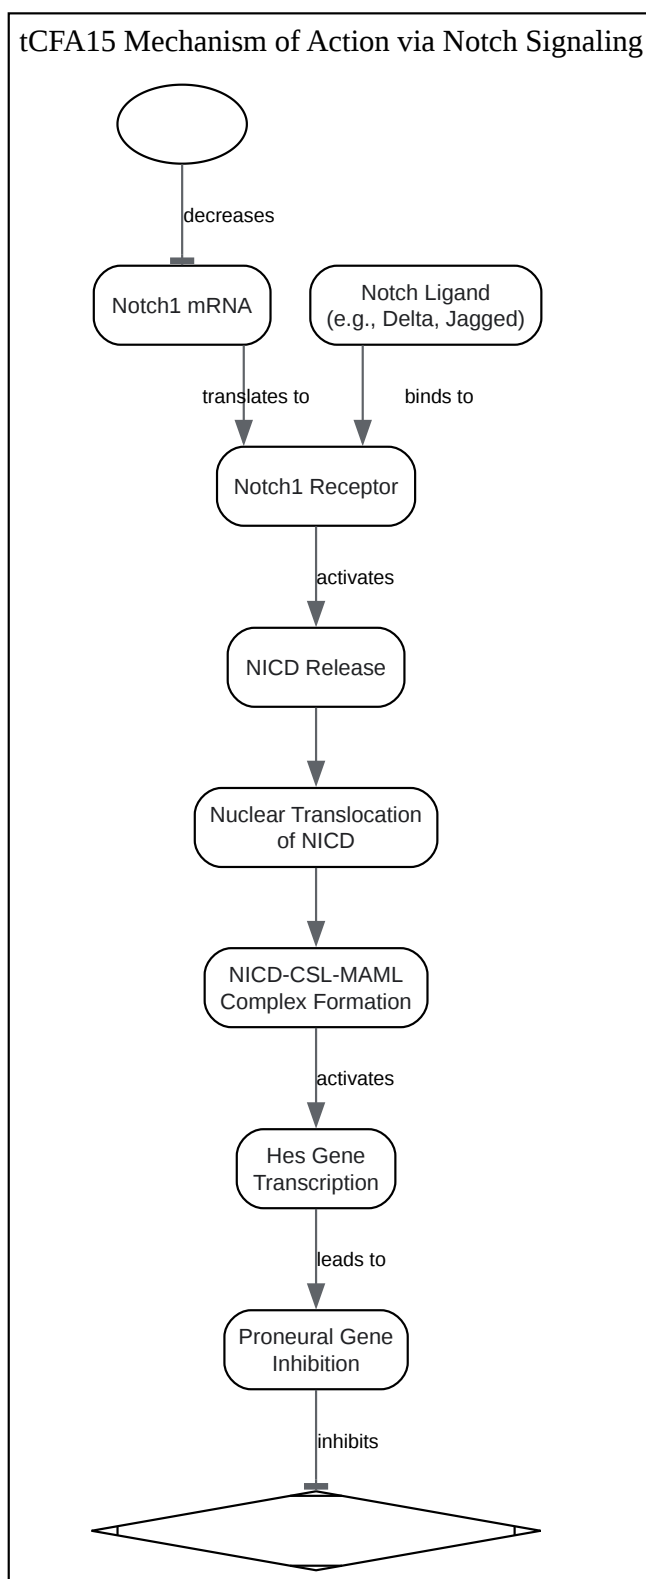 tCFA15 Mechanism of Action via Notch Signaling
decreases
Notch1 mRNA
Notch Ligand
(e.g., Delta, Jagged)
translates to
binds to
Notch1 Receptor
activates
NICD Release
Nuclear Translocation
of NICD
NICD-CSL-MAML
Complex Formation
activates
Hes Gene
Transcription
leads to
Proneural Gene
Inhibition
inhibits